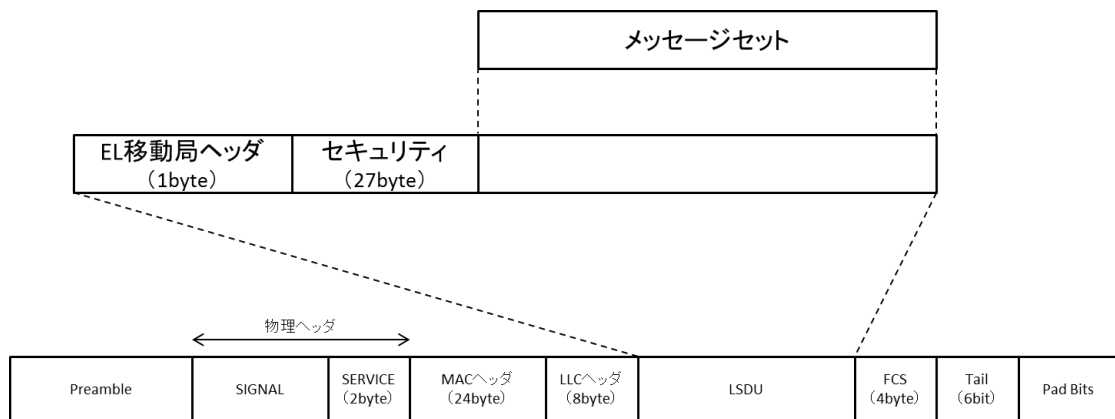 メッセージセット
EL移動局ヘッダ
（1byte）
セキュリティ
（27byte）
物理ヘッダ
Preamble
SIGNAL
SERVICE
（2byte）
MACヘッダ
（24byte）
LLCヘッダ
（8byte）
LSDU
FCS
（4byte）
Tail
（6bit）
Pad Bits